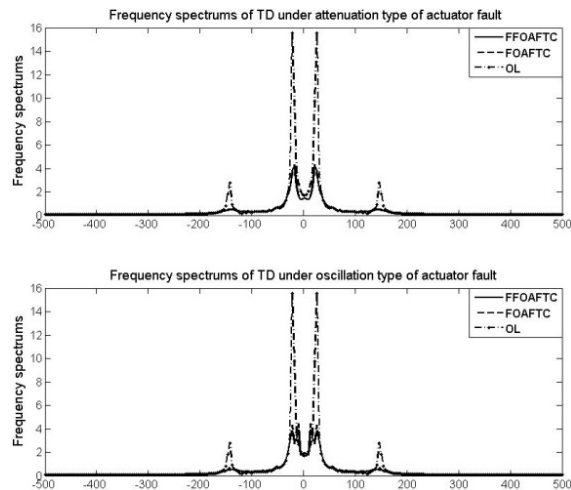 Frequency spectrums of TD under attenuation type of actuator fault
Frequency spectrums
16
14
12
10
8
6
4
2
0
FFOAFTC
FOAFTC
OL
-500 -400 -300 -200 -100 0 100 200 300 400 500
Frequency spectrums of TD under oscillation type of actuator fault
Frequency spectrums
16
14
12
10
8
6
4
2
0
FFOAFTC
FOAFTC
OL
-500 -400 -300 -200 -100 0 100 200 300 400 500